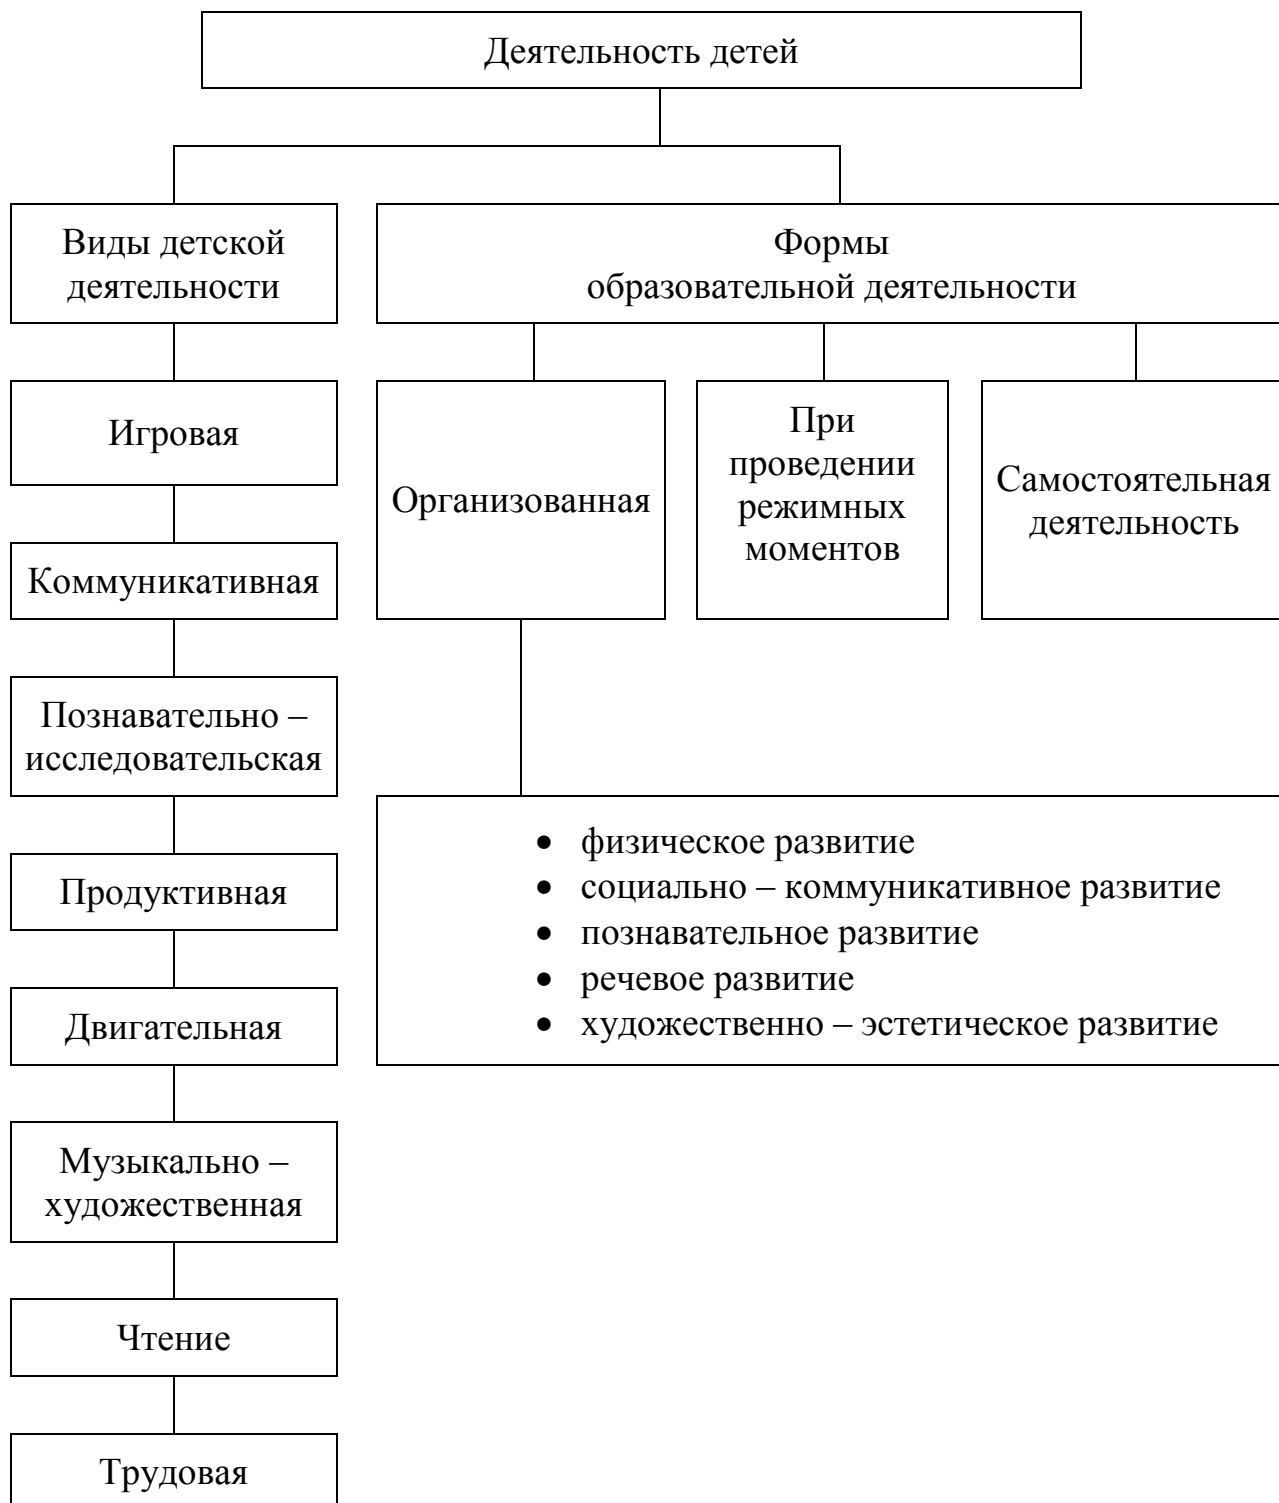 Деятельность детей
Виды детской
деятельности
Формы
образовательной деятельности
Игровая
Коммуникативная
Познавательно –
исследовательская
Продуктивная
Двигательная
Музыкально –
художественная
Чтение
Трудовая
Организованная
При
проведении
режимных
моментов
Самостоятельная
деятельность
• физическое развитие
• социально – коммуникативное развитие
• познавательное развитие
• речевое развитие
• художественно – эстетическое развитие